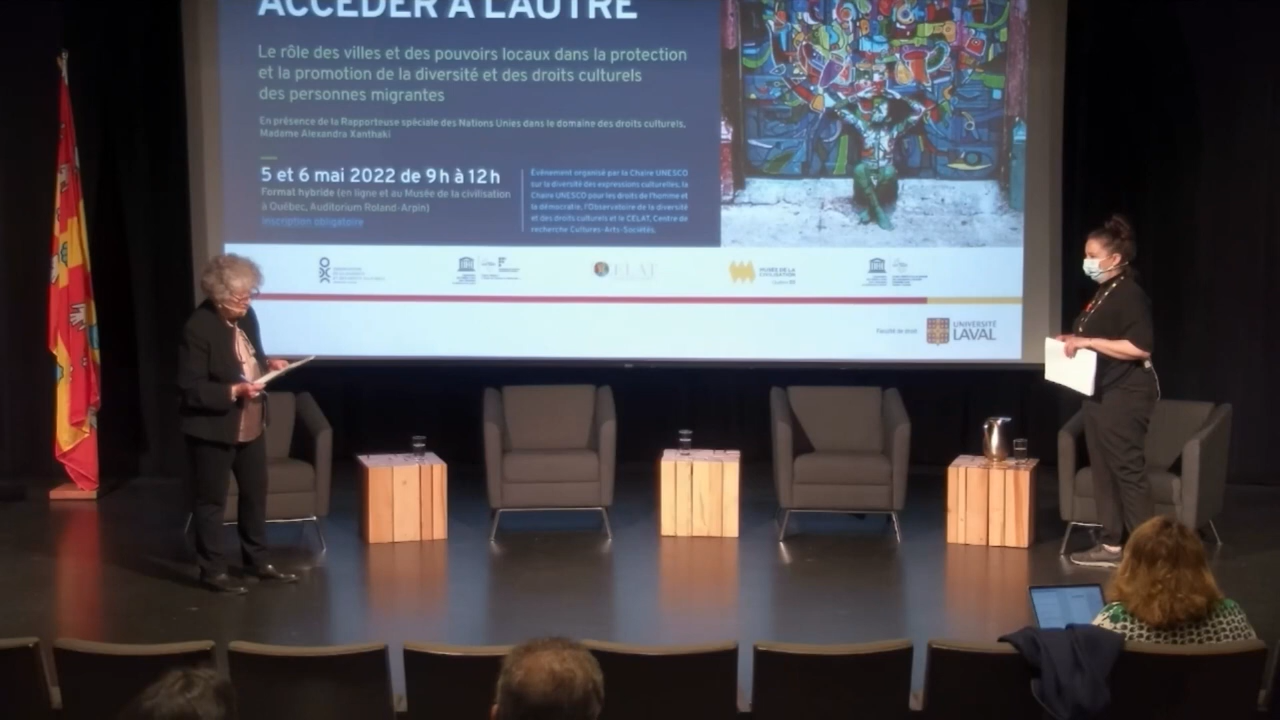 ACCÉDER À L'AUTRE
Le rôle des villes et des pouvoirs locaux dans la protection
et la promotion de la diversité et des droits culturels
des personnes migrantes
En présence de la Rapporteuse spéciale des Nations Unies dans le domaine des droits culturels,
Madame Alexandra Xanthaki
5 et 6 mai 2022 de 9h à 12h
Format hybride (en ligne et au Musée de la civilisation
à Québec, Auditorium Roland-Arpin)
Inscription obligatoire
Événement organisé par la Chaire UNESCO
sur la diversité des expressions culturelles, la
Chaire UNESCO pour les droits de l'homme et
la démocratie, l'Observatoire de la diversité
et des droits culturels et le CELAT, Centre de
recherche Cultures-Arts-Sociétés.
CELAT
MUSÉE DE LA
CIVILISATION
Faculté de droit
UNIVERSITÉ
LAVAL